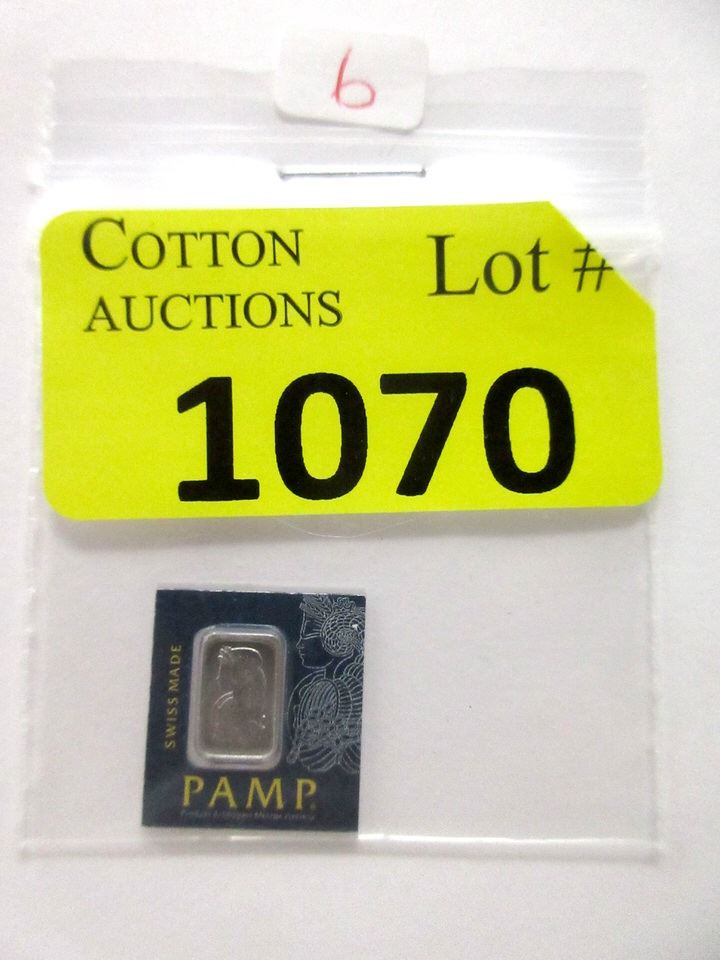 6
COTTON
AUCTIONS
Lot #
1070
SWISS MADE
PAMP